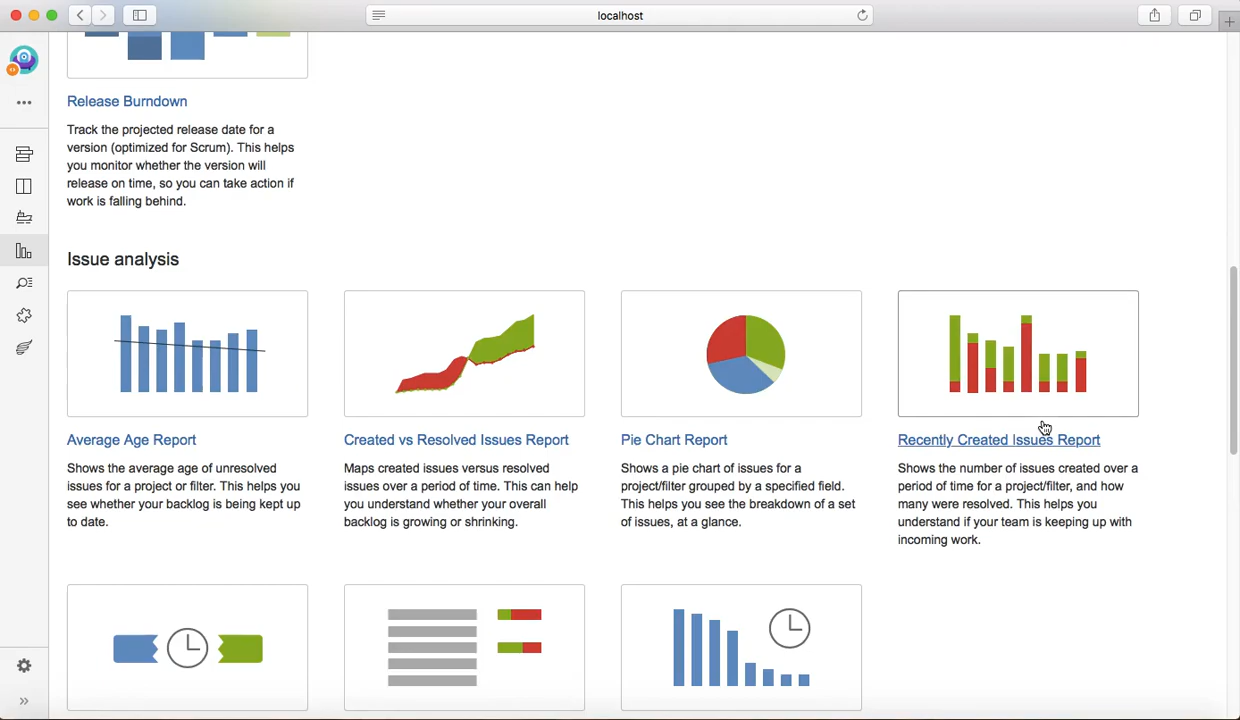 localhost
Release Burndown
Track the projected release date for a
version (optimized for Scrum). This helps
you monitor whether the version will
release on time, so you can take action if
work is falling behind.
Issue analysis
Average Age Report
Shows the average age of unresolved
issues for a project or filter. This helps you
see whether your backlog is being kept up
to date.
Created vs Resolved Issues Report
Maps created issues versus resolved
issues over a period of time. This can help
you understand whether your overall
backlog is growing or shrinking.
Pie Chart Report
Shows a pie chart of issues for a
project/filter grouped by a specified field.
This helps you see the breakdown of a set
of issues, at a glance.
Recently Created Issues Report
Shows the number of issues created over a
period of time for a project/filter, and how
many were resolved. This helps you
understand if your team is keeping up with
incoming work.